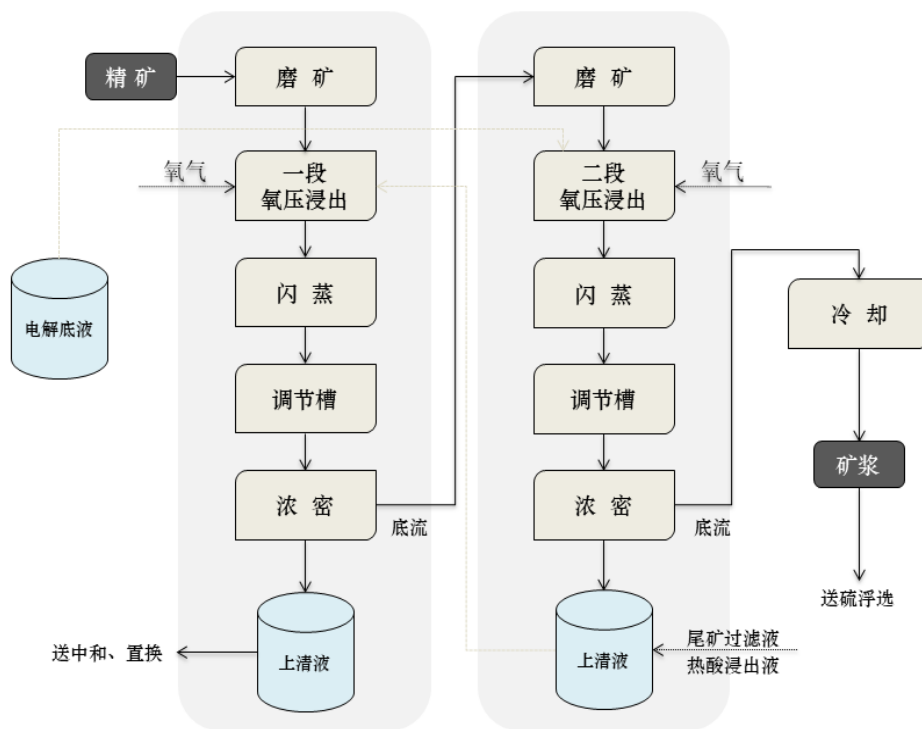 精 矿
磨 矿
磨 矿
氧气
一段
氧压浸出
二段
氧压浸出
氧气
电解底液
闪 蒸
闪 蒸
冷 却
调节槽
调节槽
矿浆
浓 密
底流
浓 密
底流
送硫浮选
送中和、置换
上清液
上清液
尾矿过滤液
热酸浸出液